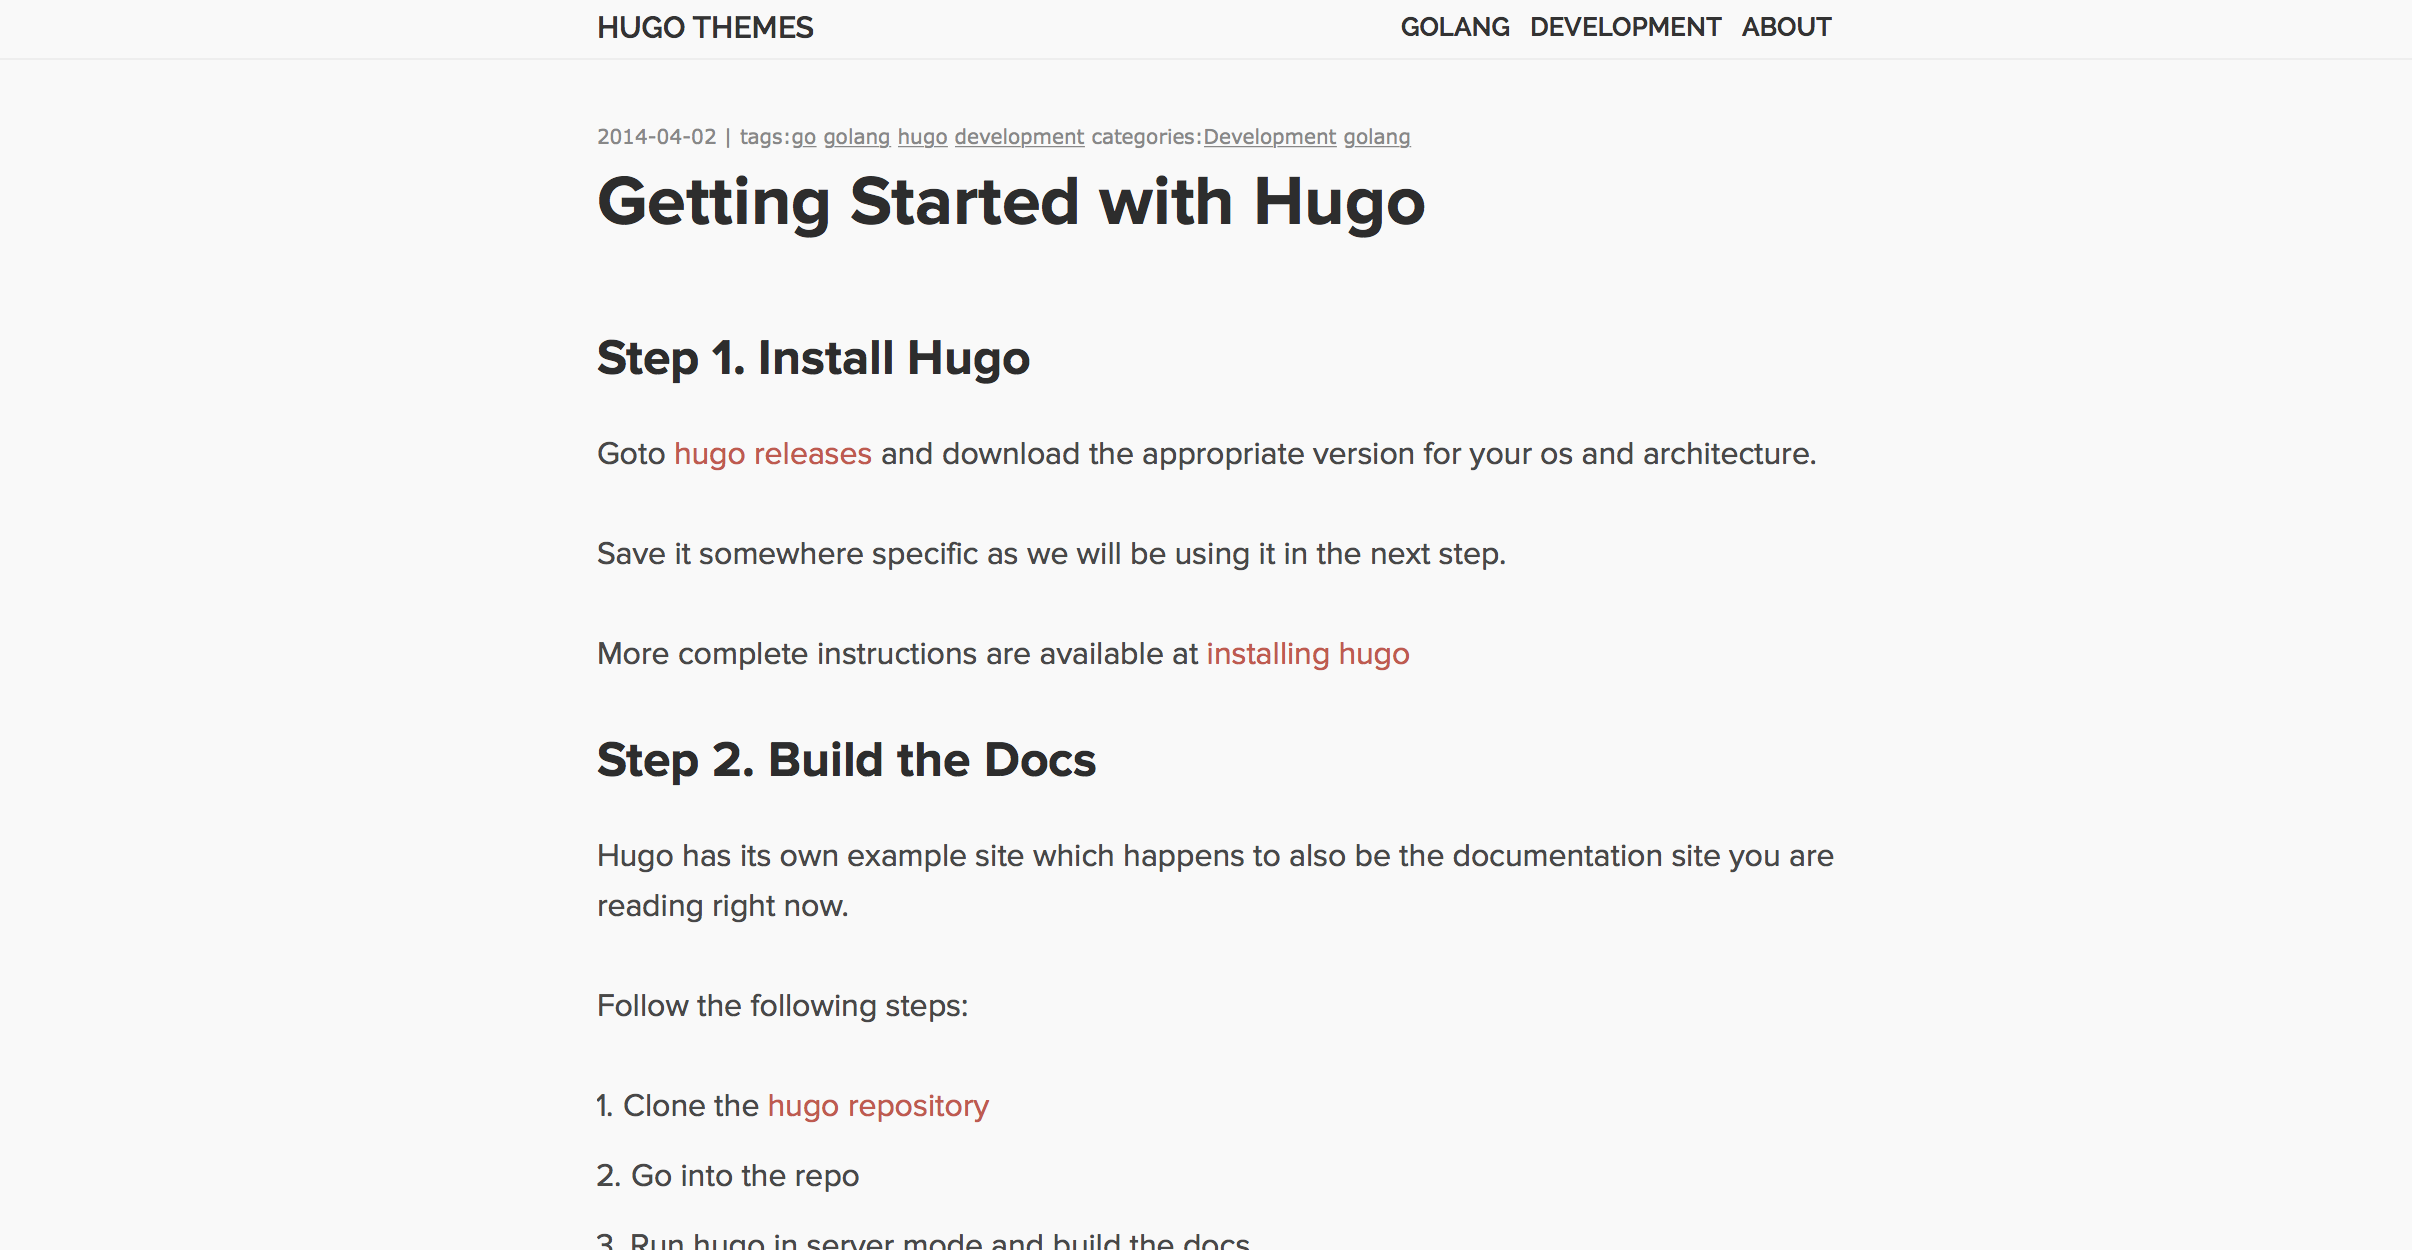 HUGO THEMES
GOLANG DEVELOPMENT ABOUT
2014-04-02 | tags:go golang hugo development categories:Development golang
Getting Started with Hugo
Step 1. Install Hugo
Goto hugo releases and download the appropriate version for your os and architecture.
Save it somewhere specific as we will be using it in the next step.
More complete instructions are available at installing hugo
Step 2. Build the Docs
Hugo has its own example site which happens to also be the documentation site you are
reading right now.
Follow the following steps:
1. Clone the hugo repository
2. Go into the repo
3. Run hugo in server mode and build the docs